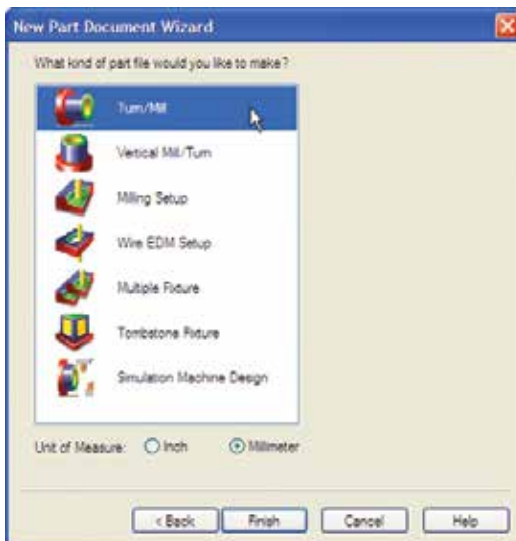 New Part Document Wizard
What kind of part file would you like to make?
Turn/Mill
Vertical Mill/Turn
Milling Setup
Wire EDM Setup
Multiple Fixture
Tombstone Fixture
Simulation Machine Design
Unit of Measure: Inch Millimeter
< Back Finish Cancel Help